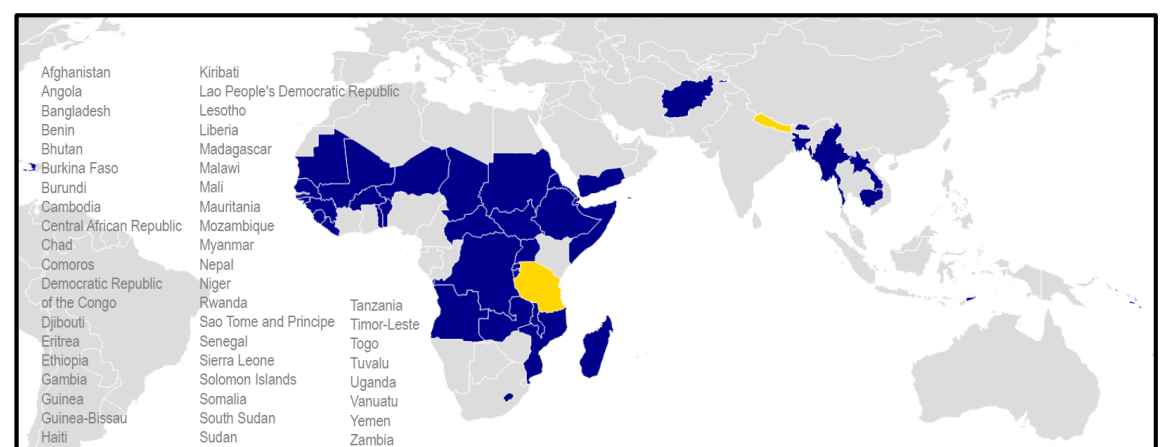 Afghanistan
Angola
Bangladesh
Benin
Bhutan
Burkina Faso
Burundi
Cambodia
Central African Republic
Chad
Comoros
Democratic Republic
of the Congo
Djibouti
Eritrea
Ethiopia
Gambia
Guinea
Guinea-Bissau
Haiti
Kiribati
Lao People's Democratic Republic
Lesotho
Liberia
Madagascar
Malawi
Mali
Mauritania
Mozambique
Myanmar
Nepal
Niger
Rwanda
Sao Tome and Principe
Senegal
Sierra Leone
Solomon Islands
Somalia
South Sudan
Sudan
Tanzania
Timor-Leste
Togo
Tuvalu
Uganda
Vanuatu
Yemen
Zambia